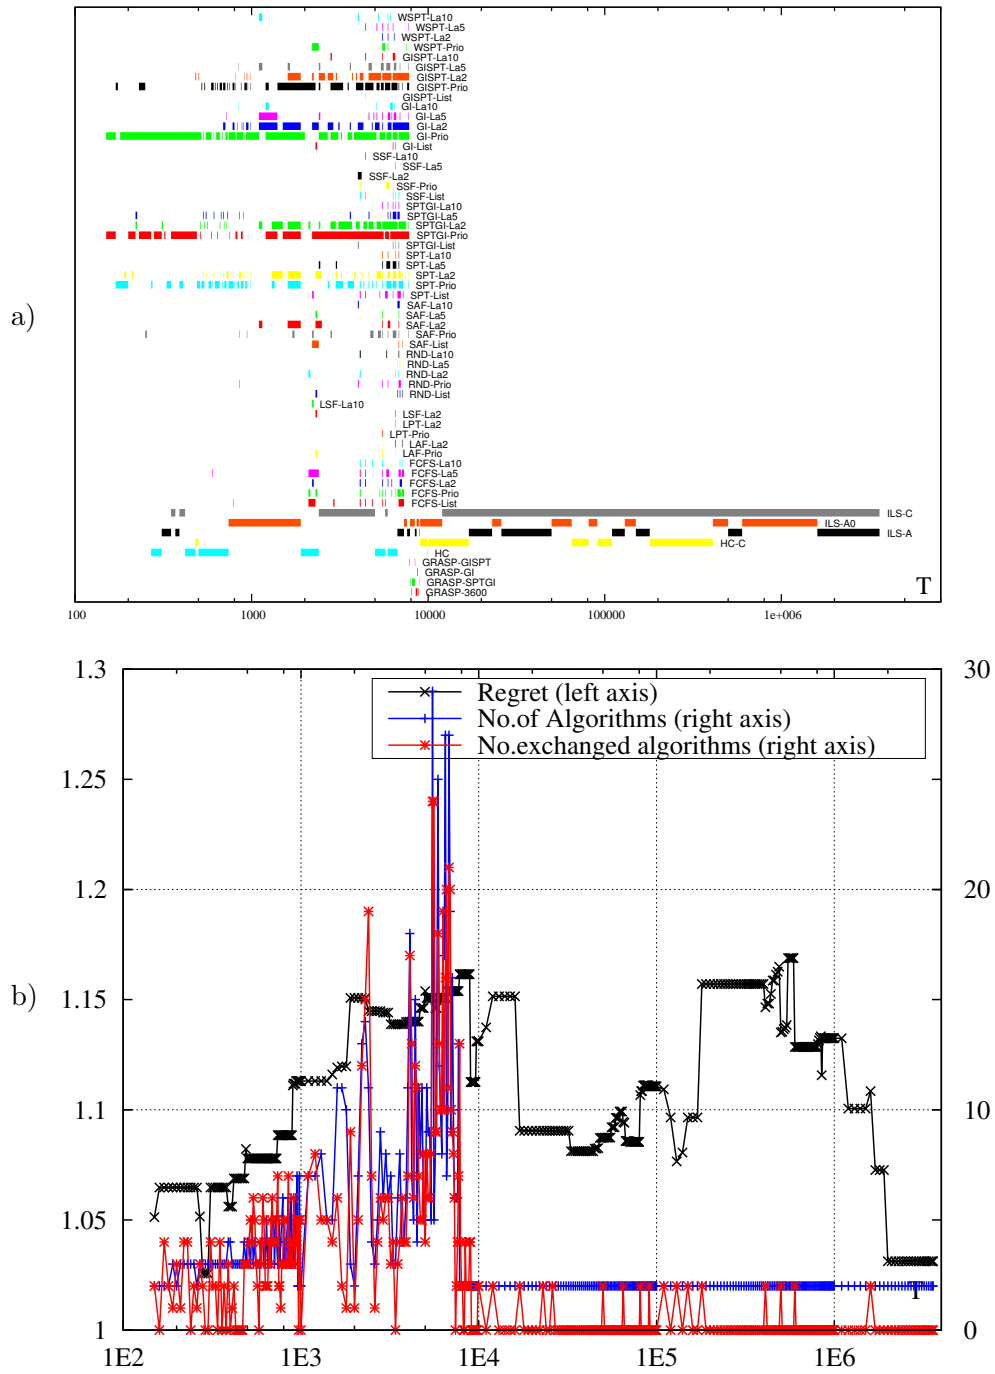 WSPT-La10
WSPT-La5
WSPT-La2
WSPT-Prio
GISPT-La10
GISPT-La5
GISPT-La2
GISPT-Prio
GISPT-List
GI-La10
GI-La5
GI-La2
GI-Prio
GI-List
SSF-La10
SSF-La5
SSF-La2
SSF-Prio
SSF-List
SPTGI-La10
SPTGI-La5
SPTGI-La2
SPTGI-Prio
SPTGI-List
SPT-La10
SPT-La5
SPT-La2
SPT-Prio
SPT-List
SAF-La10
SAF-La5
SAF-La2
SAF-Prio
SAF-List
RND-La10
RND-La5
RND-La2
RND-Prio
RND-List
LSF-La10
LSF-La2
LPT-La2
LPT-Prio
LAF-La2
LAF-Prio
FCFS-La10
FCFS-La5
FCFS-La2
FCFS-Prio
FCFS-List
ILS-C
ILS-A0
ILS-A
HC-C
HC
GRASP-GISPT
GRASP-GI
GRASP-SPTGI
GRASP-3600
a)
T
100 1000 10000 100000 1e+006
1.3 30
Regret (left axis)
No.of Algorithms (right axis)
No.exchanged algorithms (right axis)
1.25
1.2 20
b)
1.15
1.1 10
1.05
T
1 0
1E2 1E3 1E4 1E5 1E6